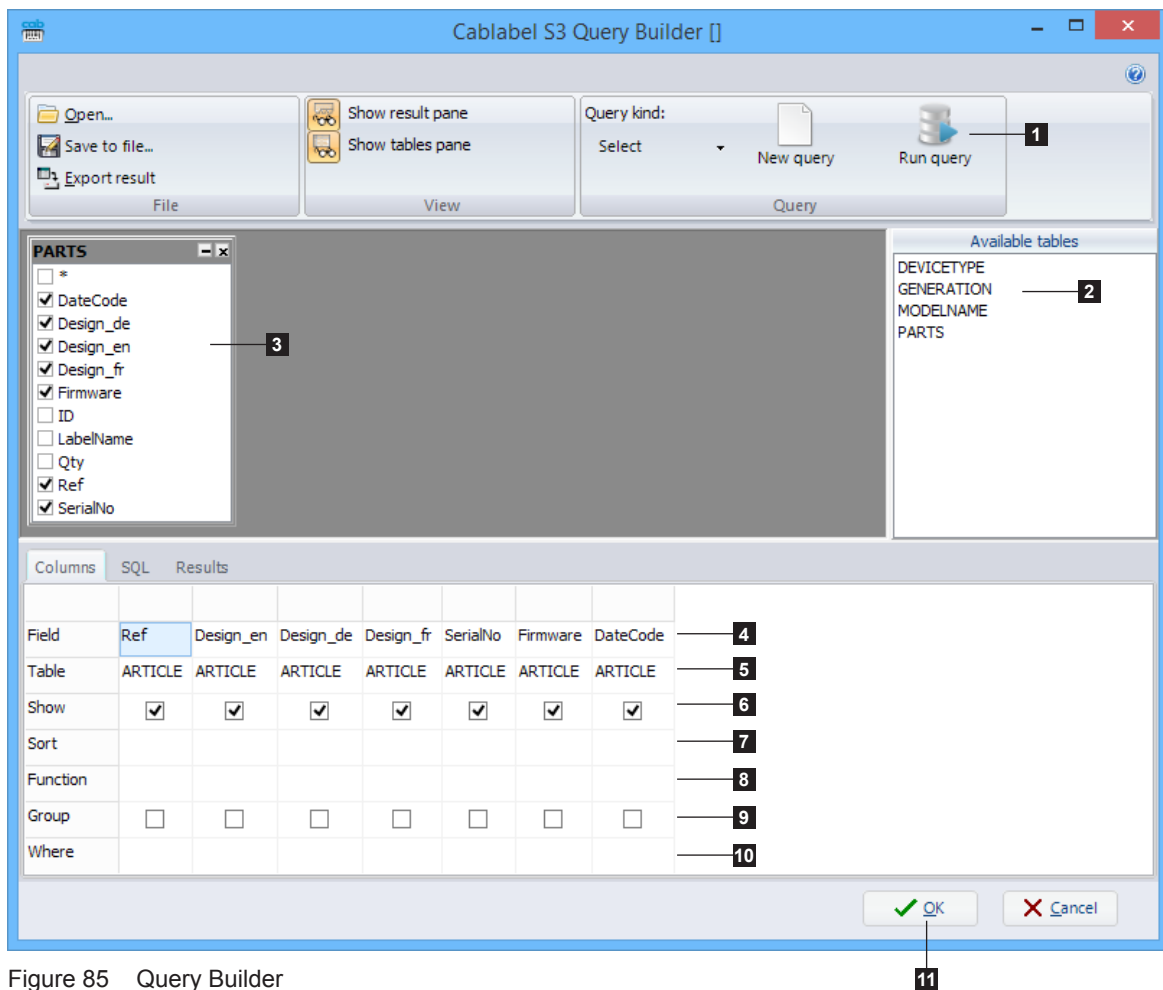 cab
Cablabel S3 Query Builder []
Open...
Save to file...
Export result
File
Show result pane
Show tables pane
View
Query kind:
Select
New query
Run query
Query
1
PARTS
*
DateCode
Design_de
Design_en
Design_fr
Firmware
ID
LabelName
Qty
Ref
SerialNo
3
Available tables
DEVICETYPE
GENERATION
MODELNAME
PARTS
2
Columns SQL Results
Field Ref Design_en Design_de Design_fr SerialNo Firmware DateCode 4
Table ARTICLE ARTICLE ARTICLE ARTICLE ARTICLE ARTICLE ARTICLE 5
Show 6
Sort 7
Function 8
Group 9
Where 10
OK Cancel
11
Figure 85 Query Builder